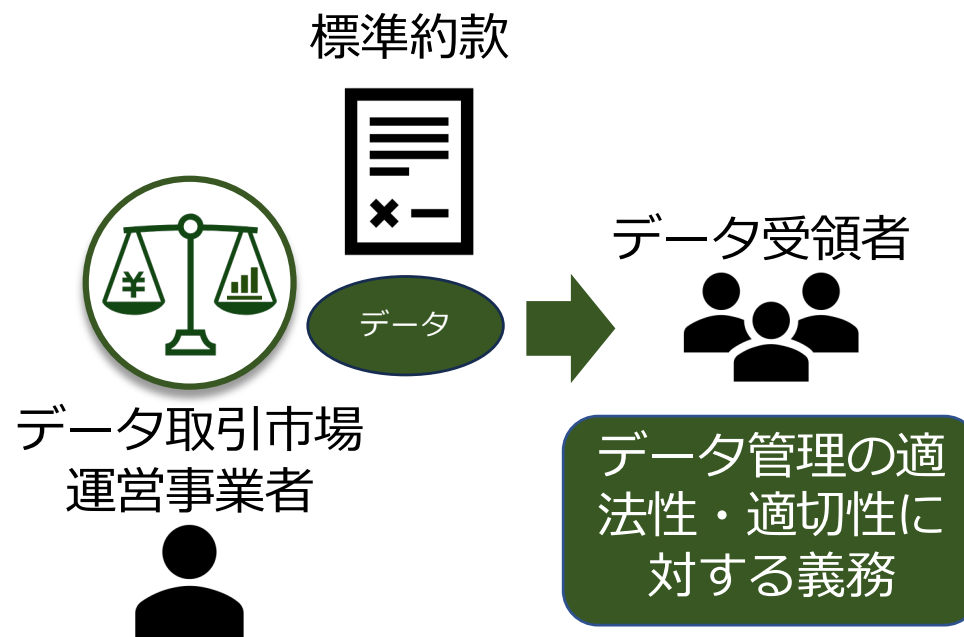 標準約款
¥
データ
データ受領者
データ取引市場
運営事業者
データ管理の適
法性・適切性に
対する義務